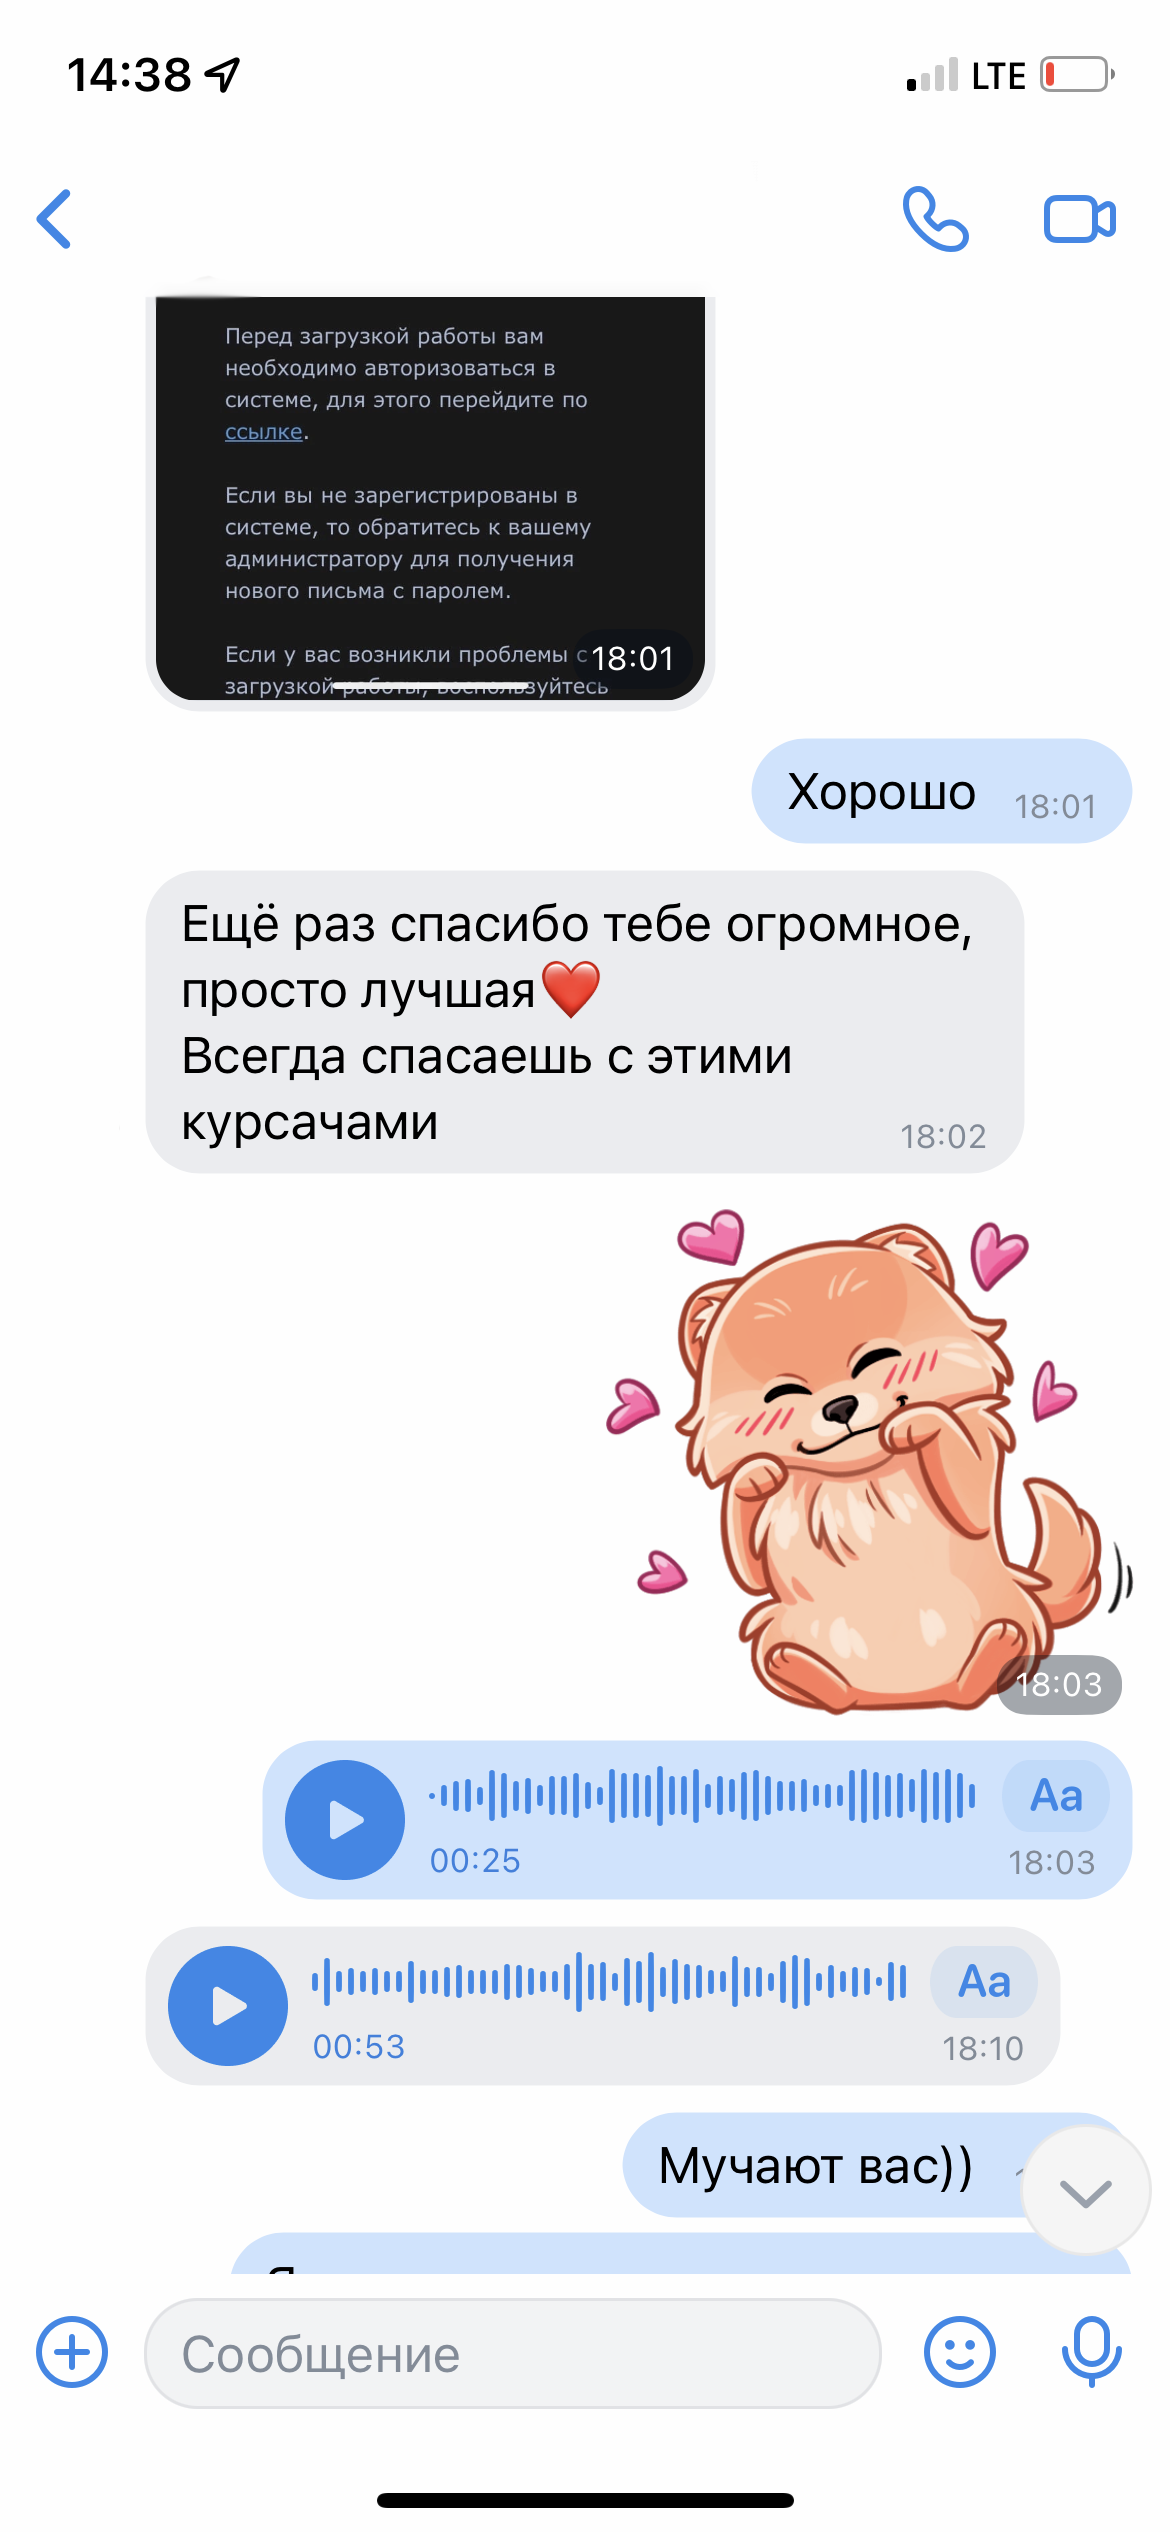 14:38
LTE
Перед загрузкой работы вам
необходимо авторизоваться в
системе, для этого перейдите по
ссылке.
Если вы не зарегистрированы в
системе, то обратитесь к вашему
администратору для получения
нового письма с паролем.
Если у вас возникли проблемы с
18:01
загрузкой работы, воспользуйтесь
Хорошо
18:01
Ещё раз спасибо тебе огромное,
просто лучшая❤️
Всегда спасаешь с этими
курсачами
18:02
18:03
Aa
00:25
18:03
Aa
00:53
18:10
Мучают вас))
Сообщение